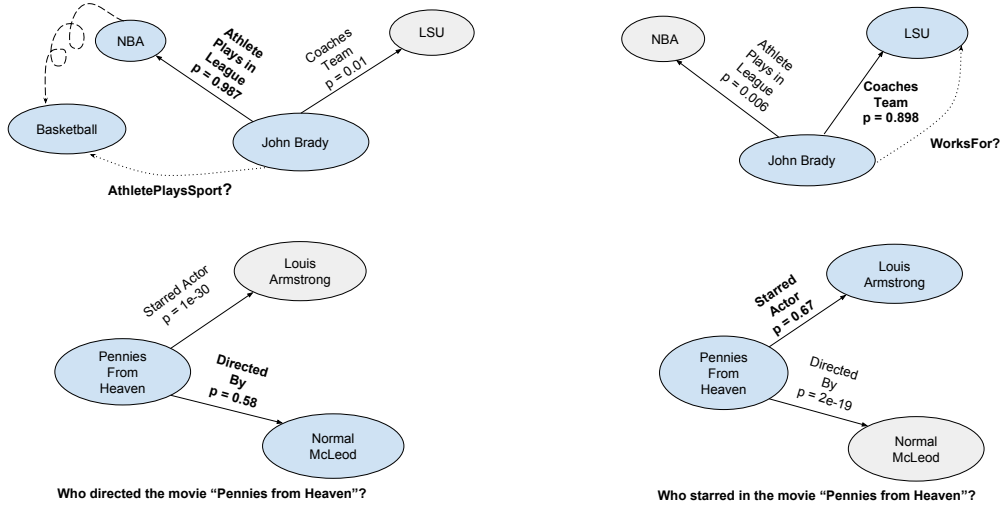 NBA
Athlete
Plays in
League
p = 0.987
Coaches
Team
p = 0.01
LSU
Basketball
John Brady
AthletePlaysSport?
NBA
Athlete
Plays in
League
p = 0.006
LSU
Coaches
Team
p = 0.898
John Brady
WorksFor?
Starred Actor
p = 1e-30
Louis
Armstrong
Pennies
From
Heaven
Directed
By
p = 0.58
Normal
McLeod
Who directed the movie “Pennies from Heaven”?
Starred
Actor
p = 0.67
Louis
Armstrong
Pennies
From
Heaven
Directed
By
p = 2e-19
Normal
McLeod
Who starred in the movie “Pennies from Heaven”?